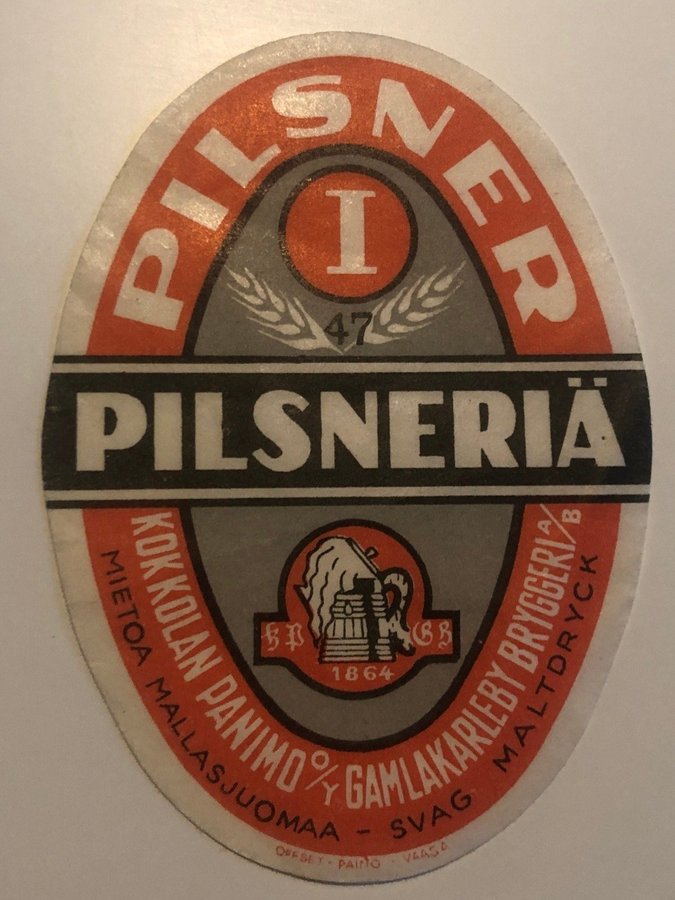 PILSNER
I
47
PILSNERIÄ
KP GB
1864
KOKKOLAN PANIMO O/Y GAMLAKARLEBY BRYGGERI A/B
MIETOA MALLASJUOMAA - SVAG MALTDRYCK
OFFSET - PAINO - VAASA